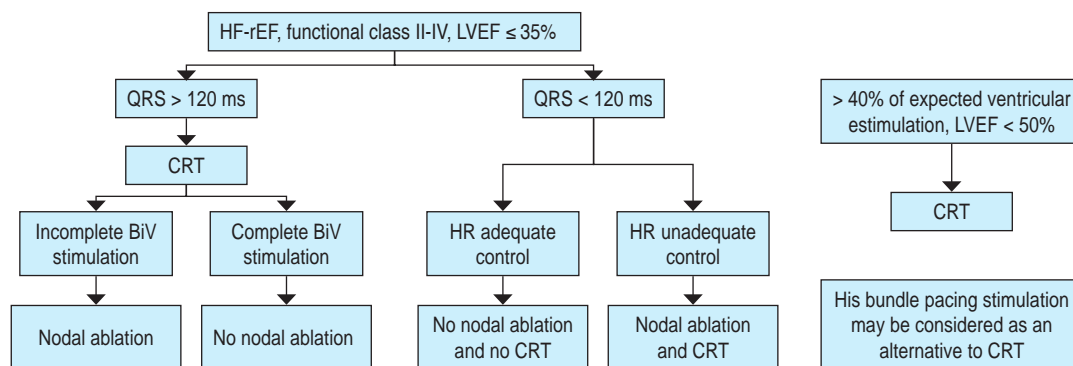 HF-rEF, functional class II-IV, LVEF ≤ 35%
QRS > 120 ms
QRS < 120 ms
> 40% of expected ventricular
estimulation, LVEF < 50%
CRT
CRT
Incomplete BiV
stimulation
Complete BiV
stimulation
HR adequate
control
HR unadequate
control
Nodal ablation
No nodal ablation
No nodal ablation
and no CRT
Nodal ablation
and CRT
His bundle pacing stimulation
may be considered as an
alternative to CRT